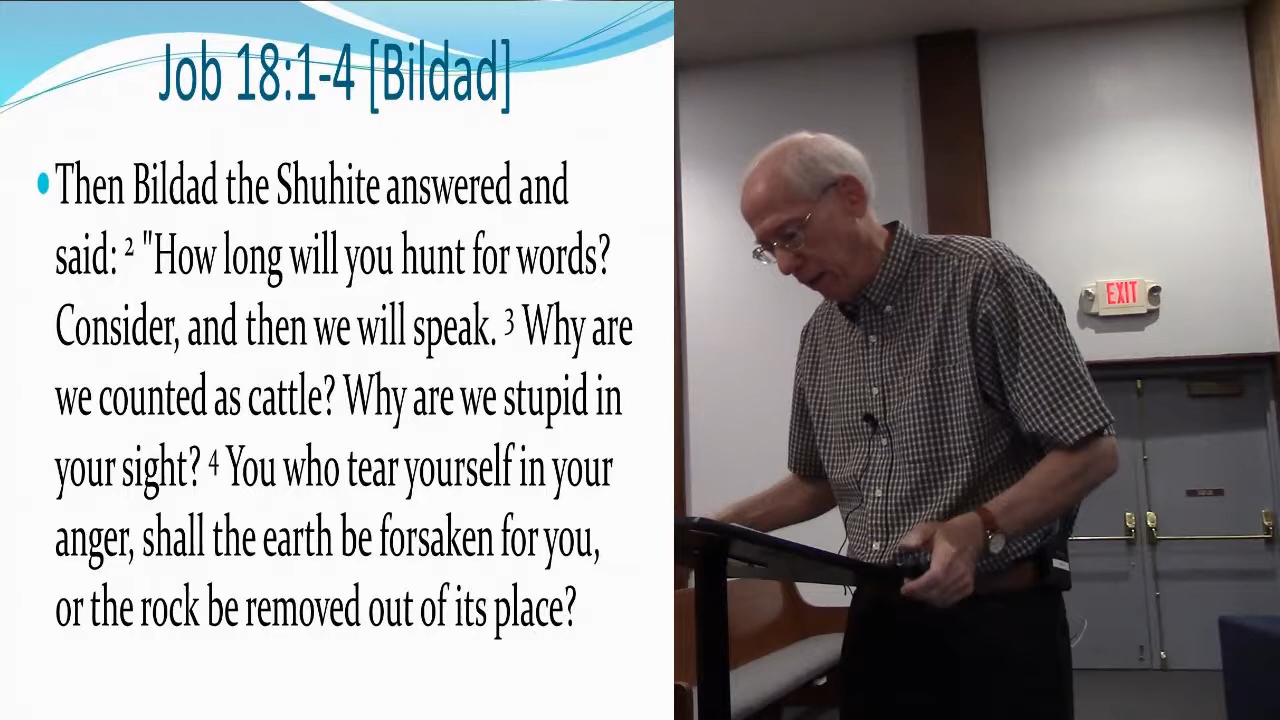 Job 18:1-4 [Bildad]
• Then Bildad the Shuhite answered and
said: ² "How long will you hunt for words?
Consider, and then we will speak. ³ Why are
we counted as cattle? Why are we stupid in
your sight? ⁴ You who tear yourself in your
anger, shall the earth be forsaken for you,
or the rock be removed out of its place?
EXIT